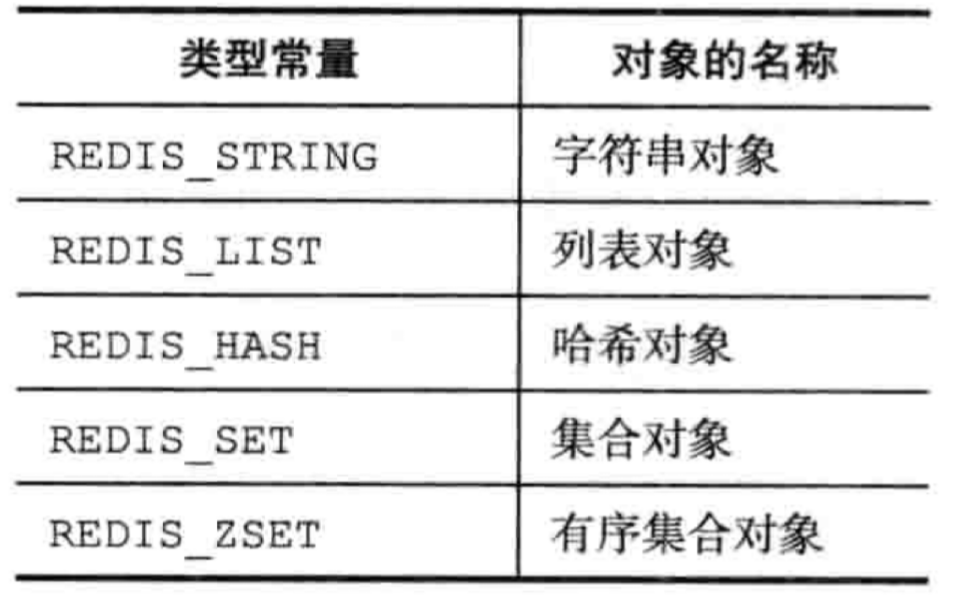 类型常量 对象的名称
REDIS_STRING 字符串对象
REDIS_LIST 列表对象
REDIS_HASH 哈希对象
REDIS_SET 集合对象
REDIS_ZSET 有序集合对象